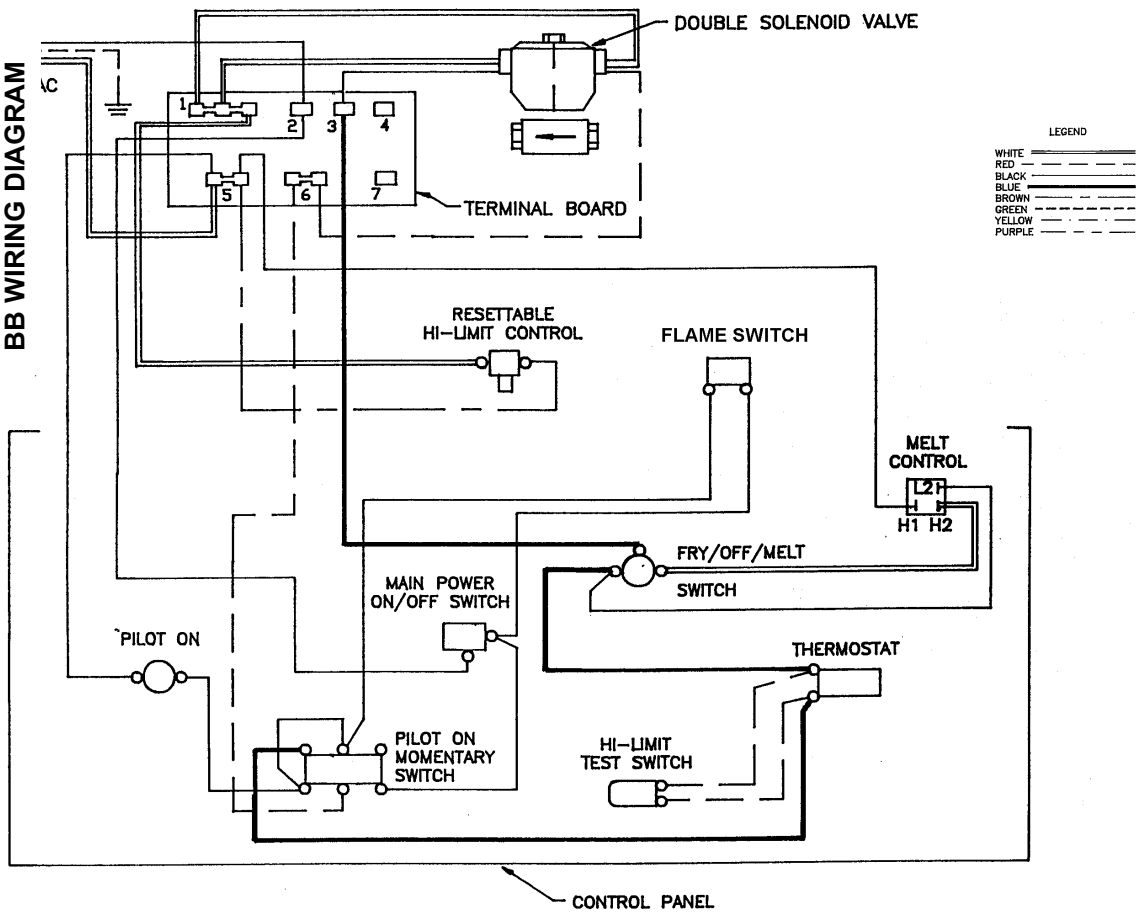 BB WIRING DIAGRAM
AC
DOUBLE SOLENOID VALVE
1
2
3
4
5
6
7
TERMINAL BOARD
LEGEND
WHITE
RED
BLACK
BLUE
BROWN
GREEN
YELLOW
PURPLE
RESETTABLE
HI-LIMIT CONTROL
FLAME SWITCH
MELT
CONTROL
L2
H1 H2
FRY/OFF/MELT
SWITCH
MAIN POWER
ON/OFF SWITCH
PILOT ON
THERMOSTAT
PILOT ON
MOMENTARY
SWITCH
HI-LIMIT
TEST SWITCH
CONTROL PANEL